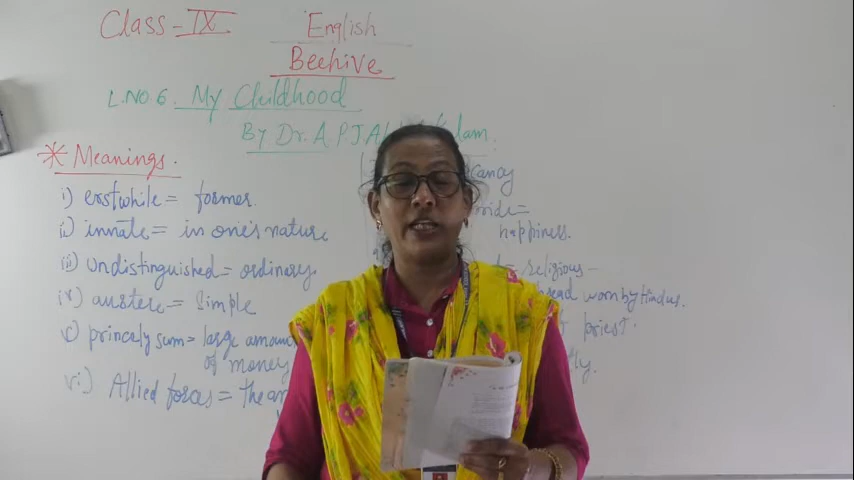 Class - IX
English
Beehive
L.NO.6. My Childhood
By Dr. A. P J A
* Meanings.
i) erstwhile = former.
ii) innate = in one's nature
iii) undistinguished = ordinary.
iv) austere = simple
v) princely sum = large amount
of money
vi) Allied forces = the
happiness.
= religious -
worn by Hindus.
priest.